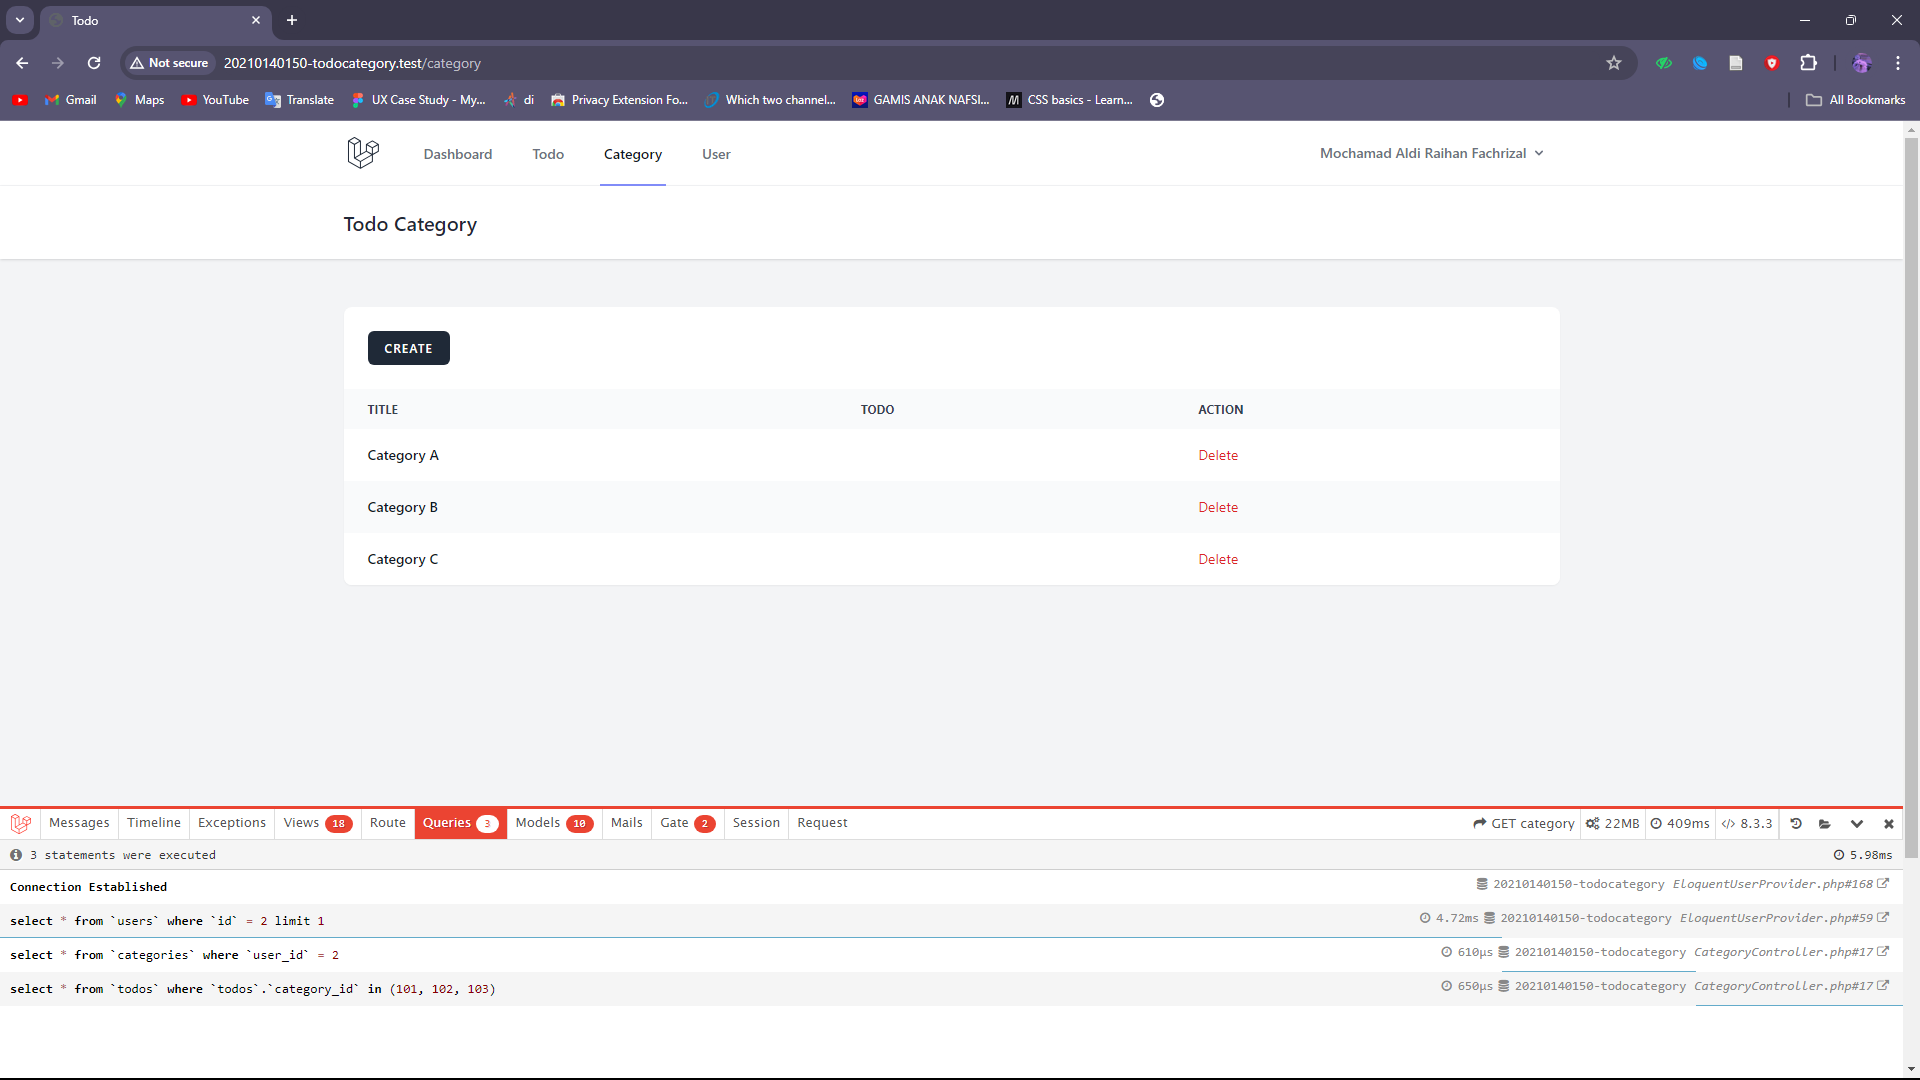 Todo
Not secure 20210140150-todocategory.test/category
Gmail Maps YouTube Translate UX Case Study - My... di Privacy Extension Fo... Which two channel... GAMIS ANAK NAFSI... CSS basics - Learn... All Bookmarks
Dashboard Todo Category User Mochamad Aldi Raihan Fachrizal
Todo Category
CREATE
TITLE TODO ACTION
Category A Delete
Category B Delete
Category C Delete
Messages Timeline Exceptions Views 18 Route Queries 3 Models 10 Mails Gate 2 Session Request GET category 22MB 409ms 8.3.3
3 statements were executed 5.98ms
Connection Established 20210140150-todocategory EloquentUserProvider.php#168
select * from `users` where `id` = 2 limit 1 4.72ms 20210140150-todocategory EloquentUserProvider.php#59
select * from `categories` where `user_id` = 2 610μs 20210140150-todocategory CategoryController.php#17
select * from `todos` where `todos`.`category_id` in (101, 102, 103) 650μs 20210140150-todocategory CategoryController.php#17